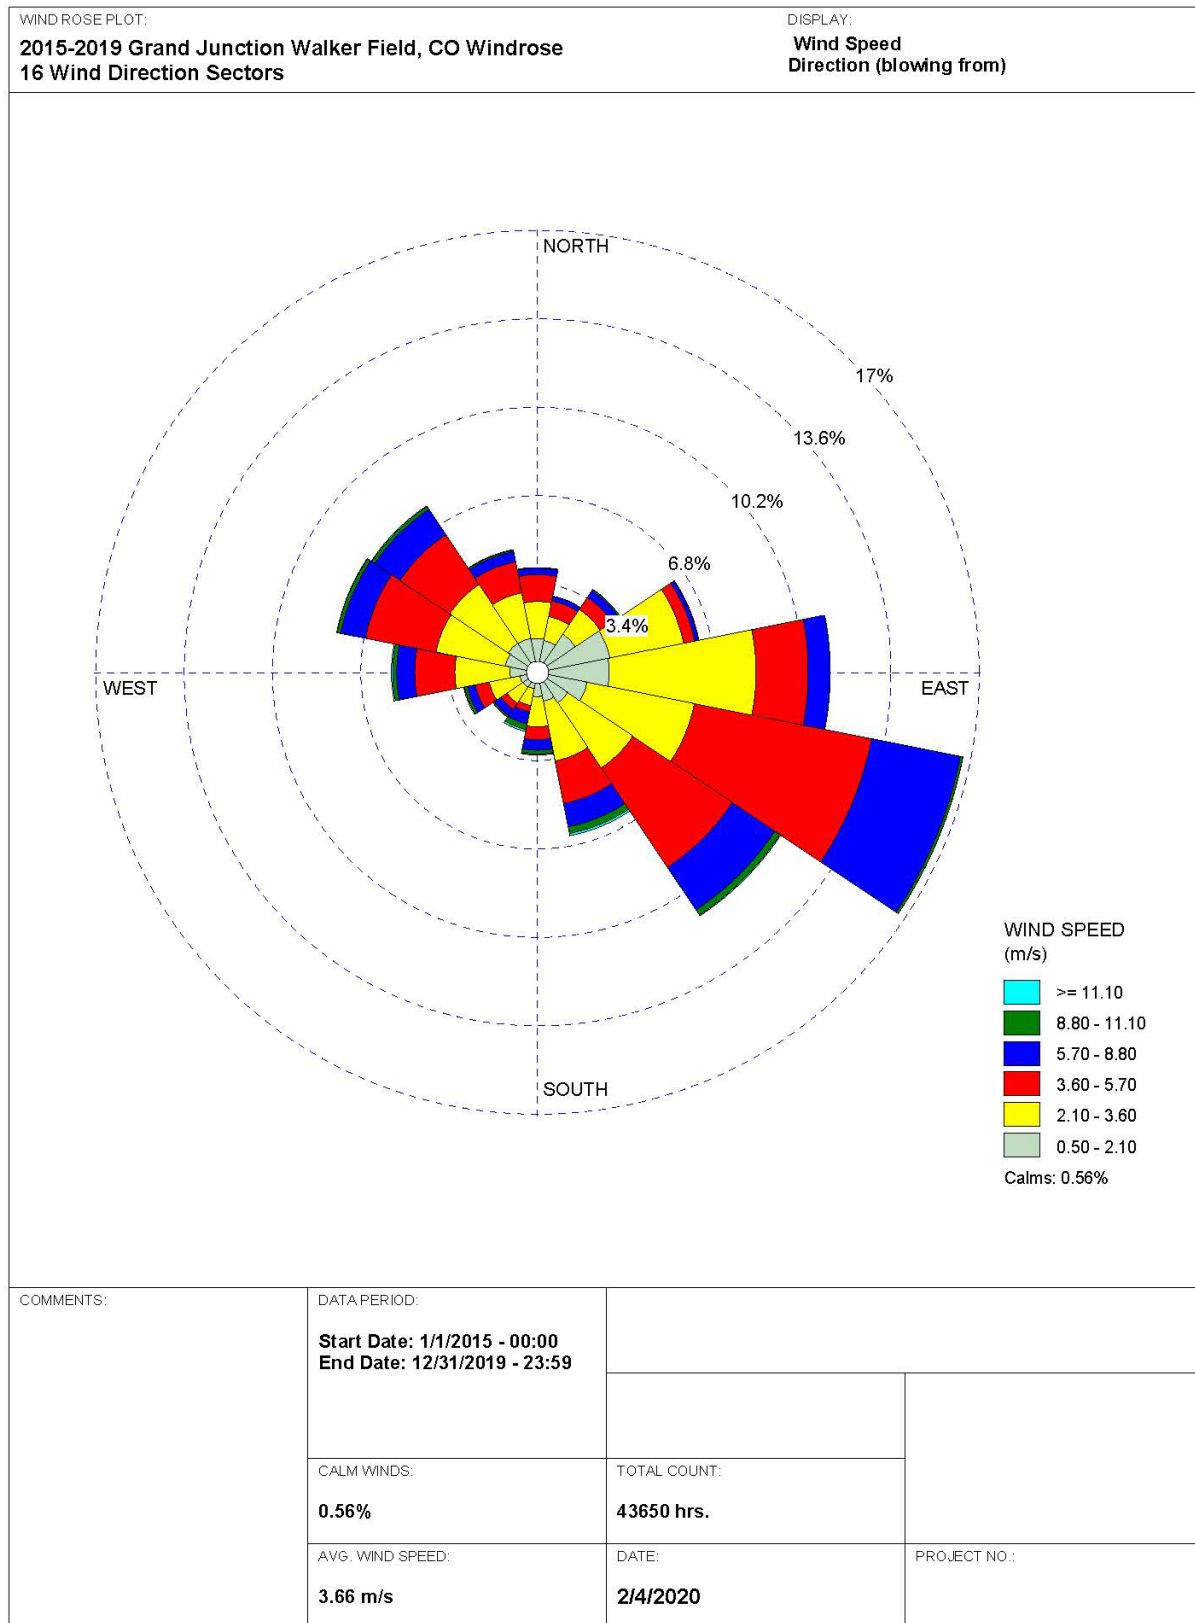 WIND ROSE PLOT:
2015-2019 Grand Junction Walker Field, CO Windrose
16 Wind Direction Sectors
DISPLAY:
Wind Speed
Direction (blowing from)
NORTH
17%
13.6%
10.2%
6.8%
3.4%
WEST
EAST
SOUTH
WIND SPEED
(m/s)
>= 11.10
8.80 - 11.10
5.70 - 8.80
3.60 - 5.70
2.10 - 3.60
0.50 - 2.10
Calms: 0.56%
COMMENTS:
DATA PERIOD:
Start Date: 1/1/2015 - 00:00
End Date: 12/31/2019 - 23:59
CALM WINDS:
0.56%
TOTAL COUNT:
43650 hrs.
AVG. WIND SPEED:
3.66 m/s
DATE:
2/4/2020
PROJECT NO.: